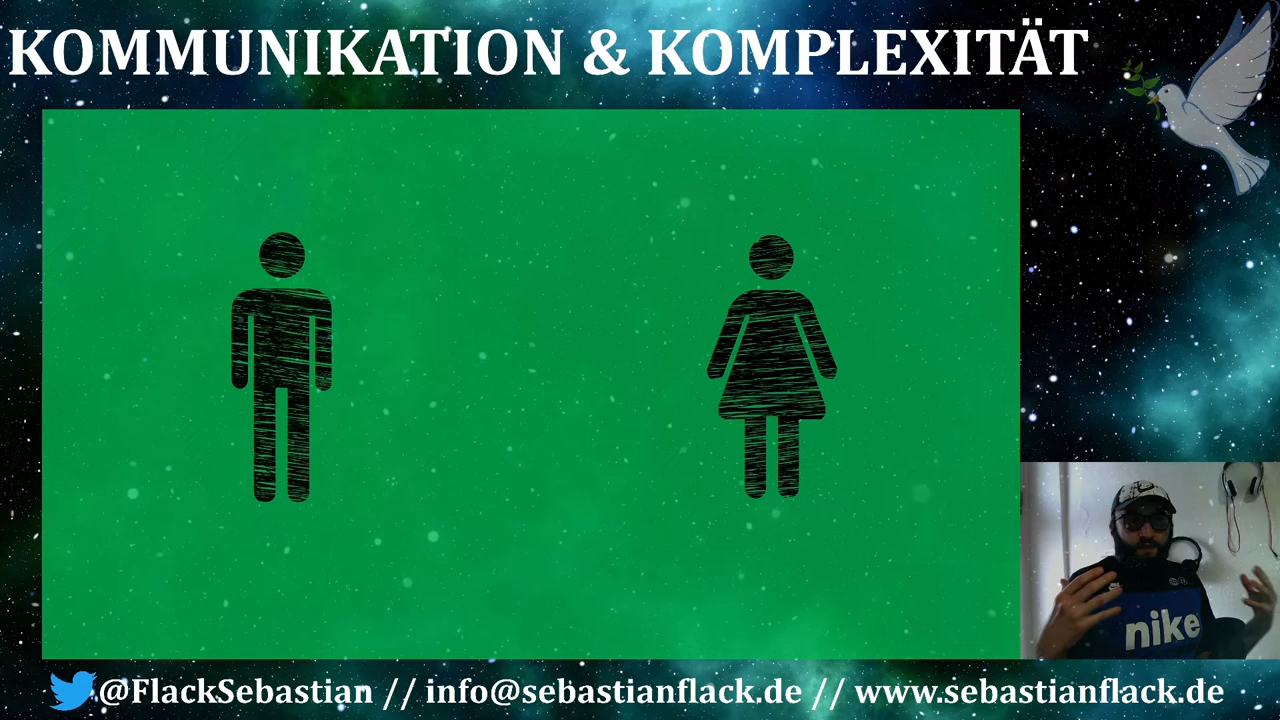 KOMMUNIKATION & KOMPLEXITÄT
nike
@FlackSebastian // info@sebastianflack.de // www.sebastianflack.de